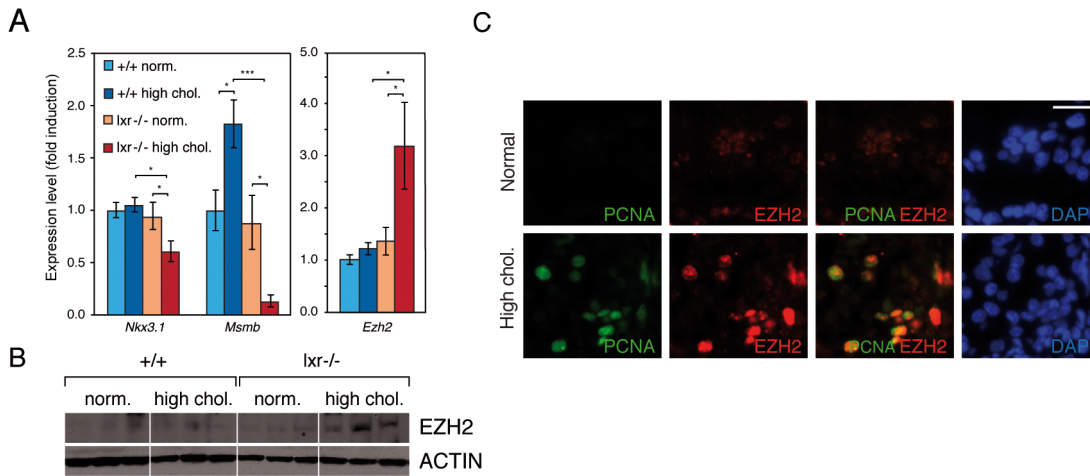 A
Expression level (fold induction)
2.5
2.0
1.5
1.0
0.5
0.0
+/+ norm.
+/+ high chol.
lxr-/- norm.
lxr-/- high chol.
*
*
*
***
*
Nkx3.1
Msmb
5.0
4.0
3.0
2.0
1.0
0.0
*
*
Ezh2
B
+/+
lxr-/-
norm.
high chol.
norm.
high chol.
EZH2
ACTIN
C
Normal
PCNA
EZH2
PCNA EZH2
DAP
High chol.
PCNA
EZH2
PCNA EZH2
DAP